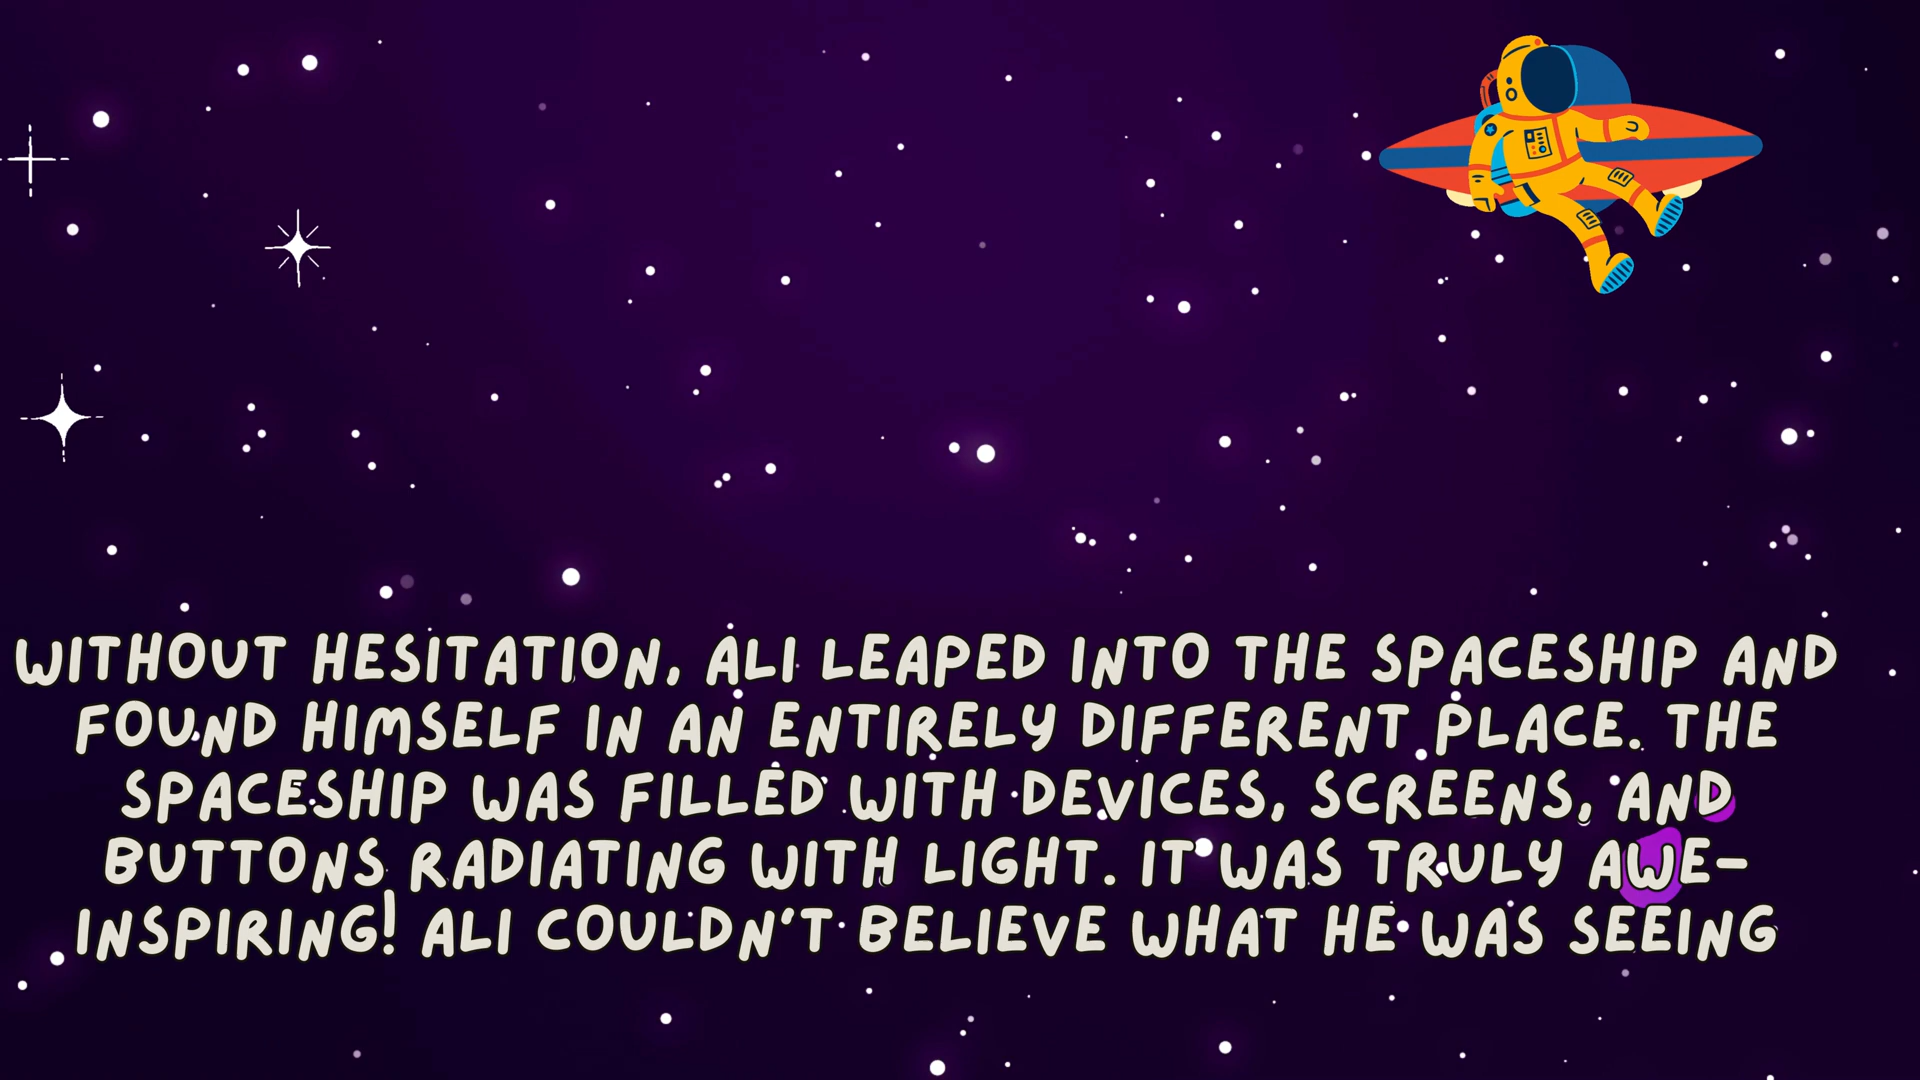 WITHOUT HESITATION, ALI LEAPED INTO THE SPACESHIP AND
FOUND HIMSELF IN AN ENTIRELY DIFFERENT PLACE. THE
SPACESHIP WAS FILLED WITH DEVICES, SCREENS, AND
BUTTONS RADIATING WITH LIGHT. IT WAS TRULY AWE-
INSPIRING! ALI COULDN'T BELIEVE WHAT HE WAS SEEING